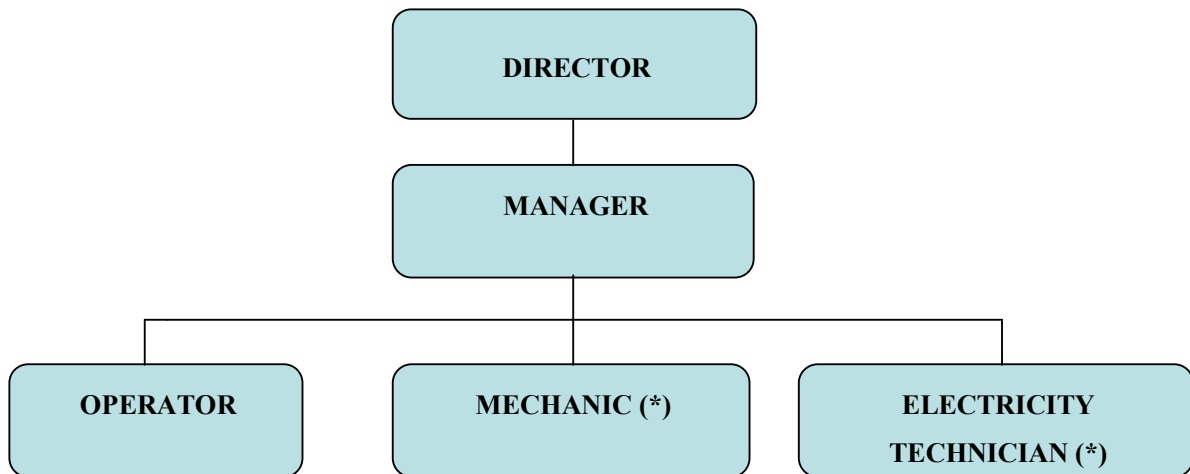 DIRECTOR
MANAGER
OPERATOR
MECHANIC (*)
ELECTRICITY
TECHNICIAN (*)